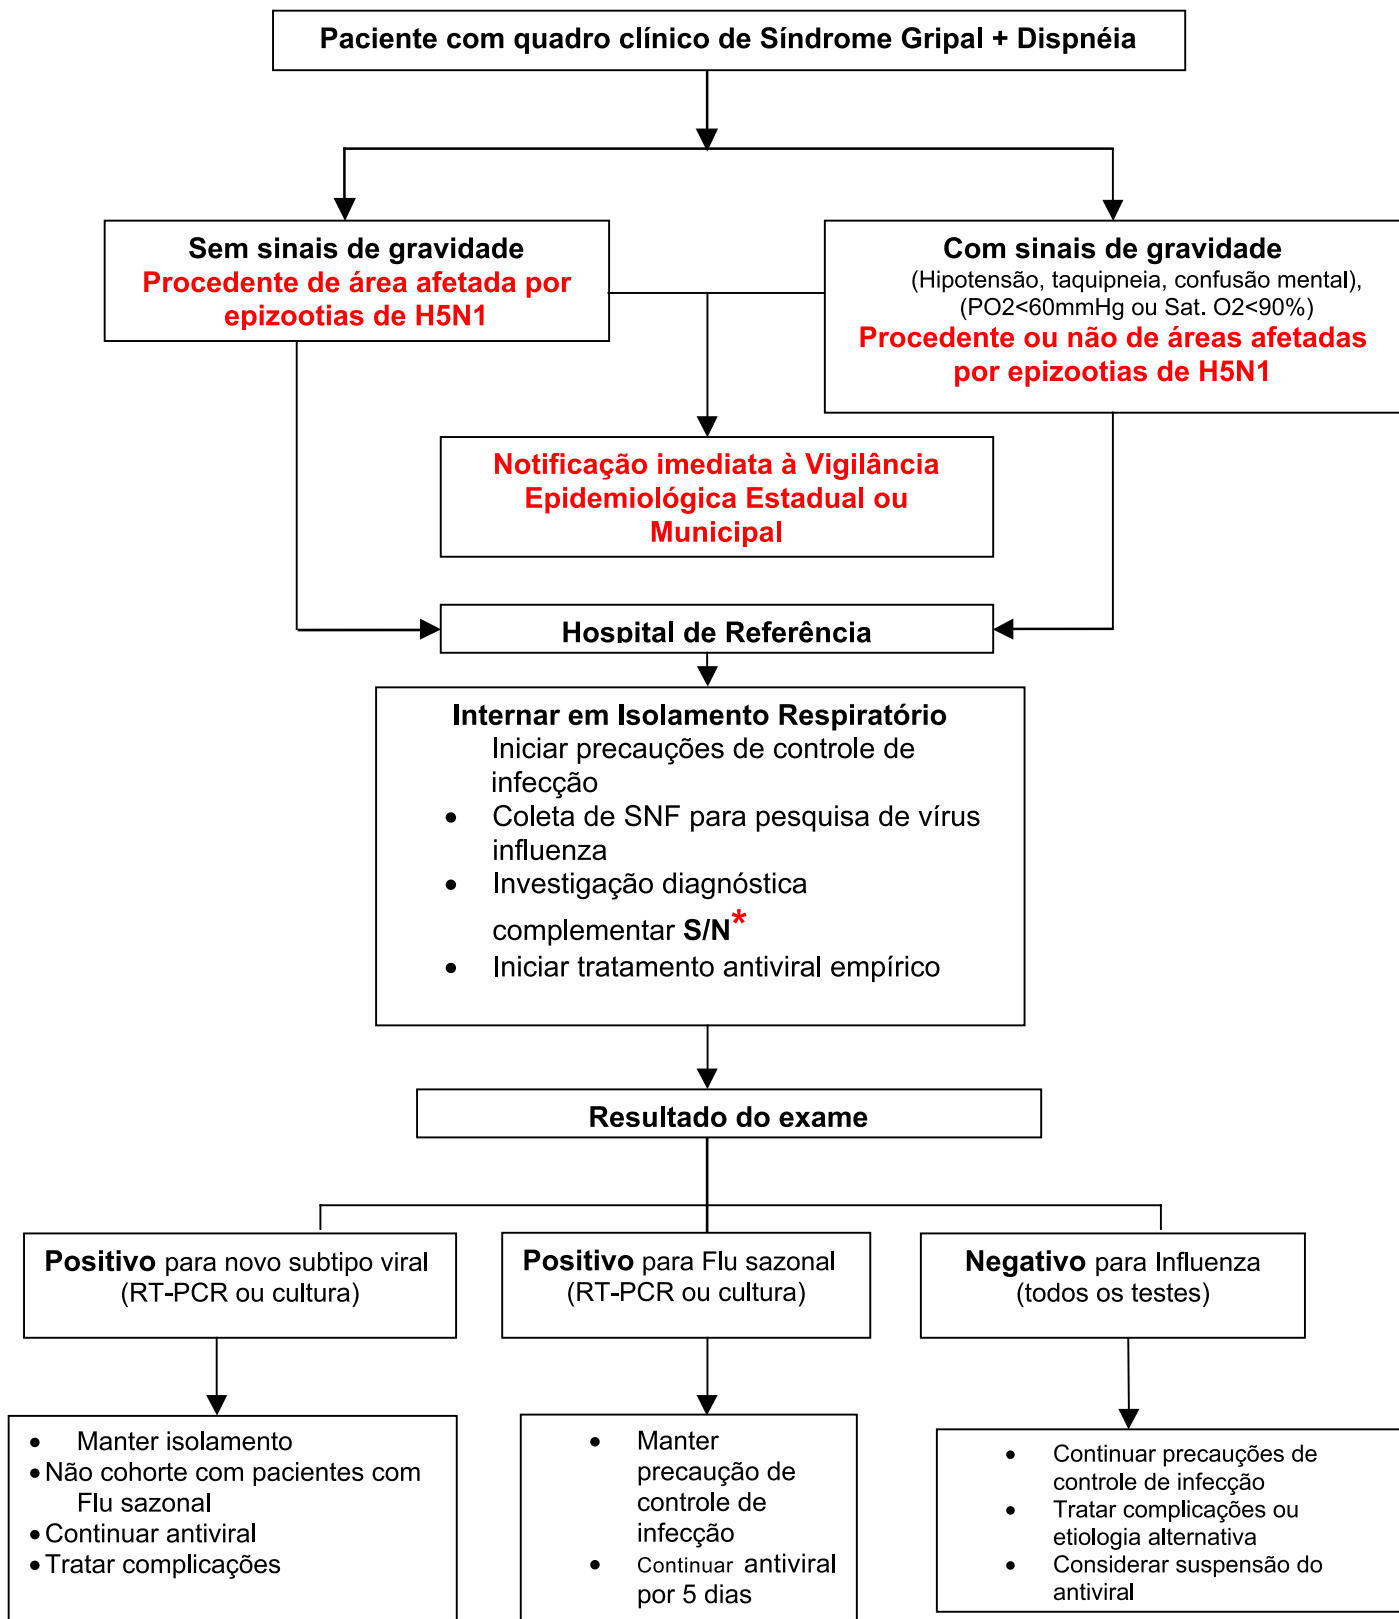 Paciente com quadro clínico de Síndrome Gripal + Dispnéia
Sem sinais de gravidade
Procedente de área afetada por
epizootias de H5N1
Com sinais de gravidade
(Hipotensão, taquipneia, confusão mental),
(PO2<60mmHg ou Sat. O2<90%)
Procedente ou não de áreas afetadas
por epizootias de H5N1
Notificação imediata à Vigilância
Epidemiológica Estadual ou
Municipal
Hospital de Referência
Internar em Isolamento Respiratório
Iniciar precauções de controle de
infecção
• Coleta de SNF para pesquisa de vírus
influenza
• Investigação diagnóstica
complementar S/N*
• Iniciar tratamento antiviral empírico
Resultado do exame
Positivo para novo subtipo viral
(RT-PCR ou cultura)
Positivo para Flu sazonal
(RT-PCR ou cultura)
Negativo para Influenza
(todos os testes)
• Manter isolamento
• Não cohorte com pacientes com
Flu sazonal
• Continuar antiviral
• Tratar complicações
• Manter
precaução de
controle de
infecção
• Continuar antiviral
por 5 dias
• Continuar precauções de
controle de infecção
• Tratar complicações ou
etiologia alternativa
• Considerar suspensão do
antiviral